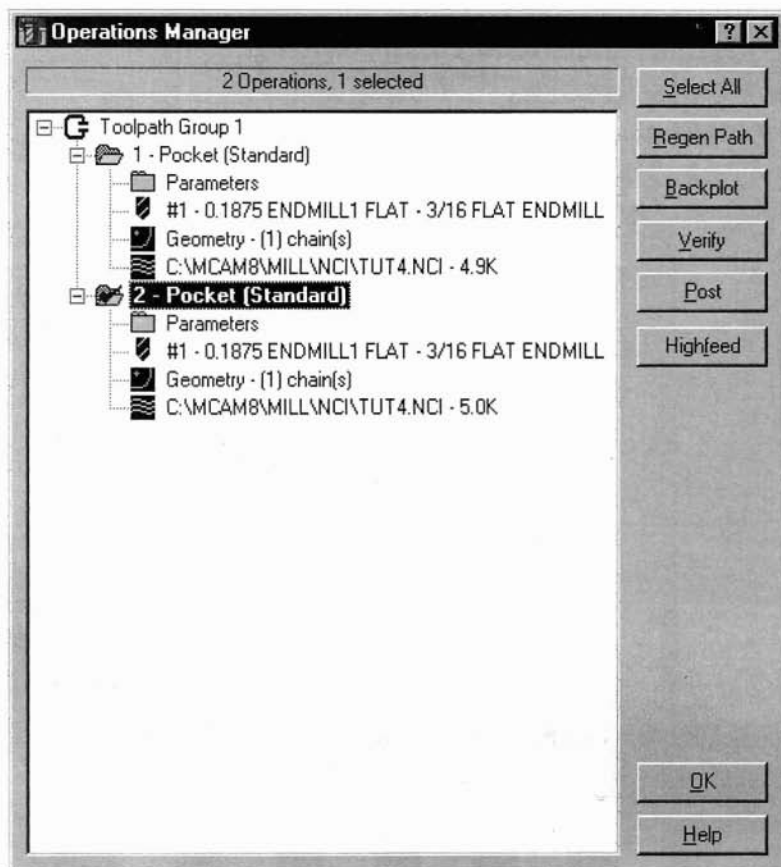 Operations Manager
2 Operations, 1 selected
Toolpath Group 1
1 - Pocket (Standard)
Parameters
#1 - 0.1875 ENDMILL1 FLAT - 3/16 FLAT ENDMILL
Geometry - (1) chain(s)
C:\MCAM8\MILL\NCI\TUT4.NCI - 4.9K
2 - Pocket (Standard)
Parameters
#1 - 0.1875 ENDMILL1 FLAT - 3/16 FLAT ENDMILL
Geometry - (1) chain(s)
C:\MCAM8\MILL\NCI\TUT4.NCI - 5.0K
Select All
Regen Path
Backplot
Verify
Post
Highfeed
OK
Help